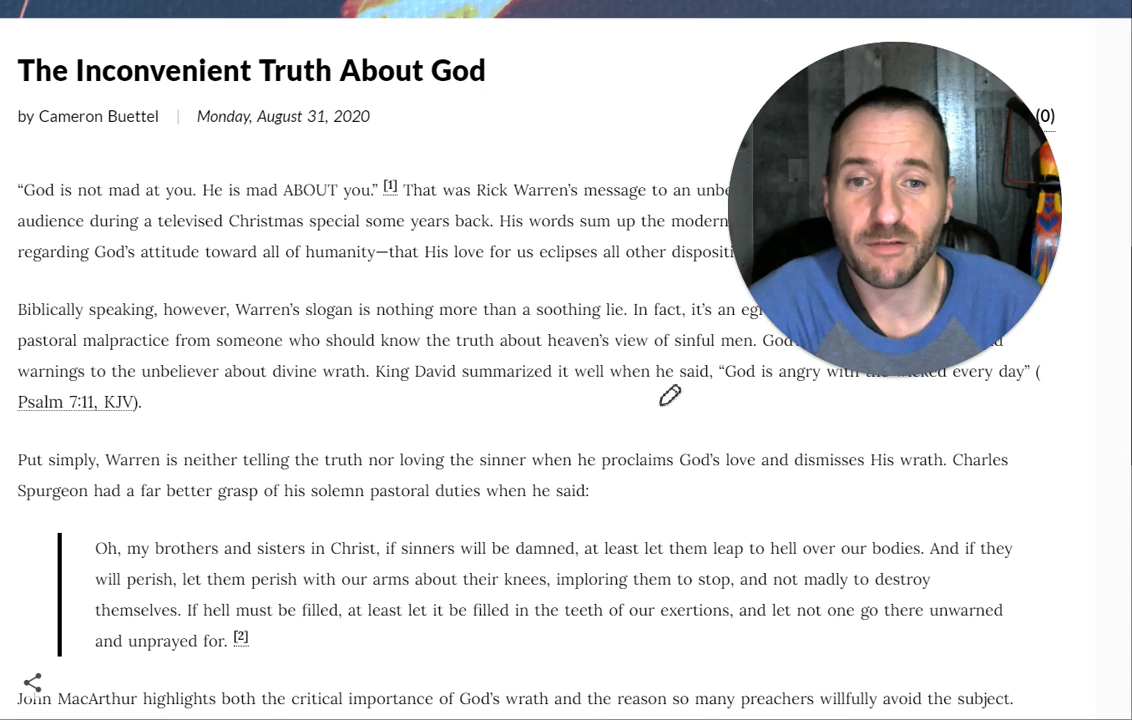 The Inconvenient Truth About God
by Cameron Buettel | Monday, August 31, 2020 (0)
“God is not mad at you. He is mad ABOUT you.” [1] That was Rick Warren’s message to an
audience during a televised Christmas special some years back. His words sum up the modern
regarding God’s attitude toward all of humanity—that His love for us eclipses all other
Biblically speaking, however, Warren’s slogan is nothing more than a soothing lie. In fact, it’s an
pastoral malpractice from someone who should know the truth about heaven’s view of sinful men.
warnings to the unbeliever about divine wrath. King David summarized it well when he said, “God is angry with the wicked every day” (
Psalm 7:11, KJV).
Put simply, Warren is neither telling the truth nor loving the sinner when he proclaims God’s love and dismisses His wrath. Charles
Spurgeon had a far better grasp of his solemn pastoral duties when he said:
Oh, my brothers and sisters in Christ, if sinners will be damned, at least let them leap to hell over our bodies. And if they
will perish, let them perish with our arms about their knees, imploring them to stop, and not madly to destroy
themselves. If hell must be filled, at least let it be filled in the teeth of our exertions, and let not one go there unwarned
and unprayed for. [2]
John MacArthur highlights both the critical importance of God’s wrath and the reason so many preachers willfully avoid the subject.